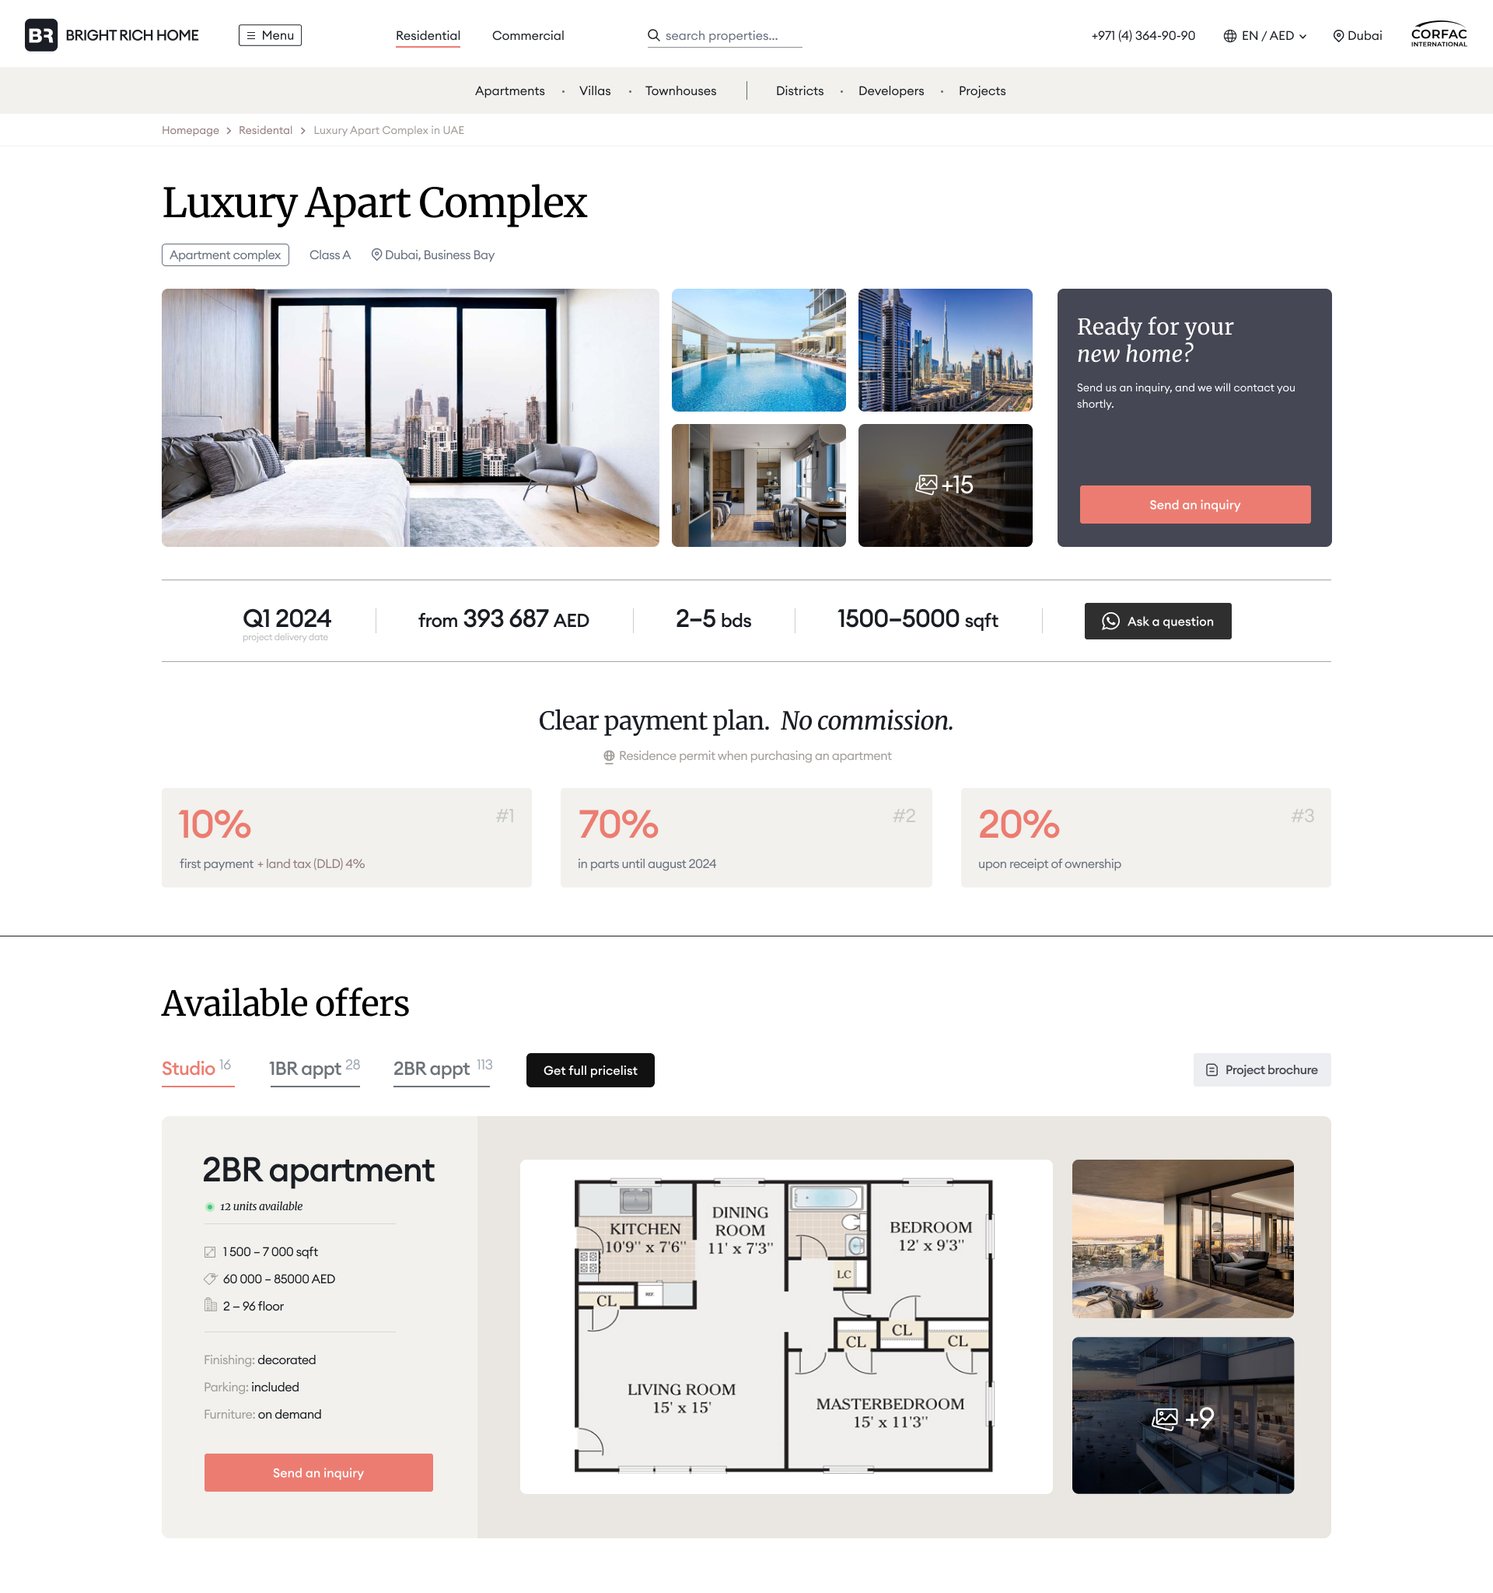 BR BRIGHT RICH HOME
Menu
Residential
Commercial
search properties...
+971 (4) 364-90-90
EN / AED
Dubai
CORFAC
INTERNATIONAL
Apartments · Villas · Townhouses
Districts · Developers · Projects
Homepage > Residental > Luxury Apart Complex in UAE
Luxury Apart Complex
Apartment complex
Class A
Dubai, Business Bay
+15
Ready for your
new home?
Send us an inquiry, and we will contact you
shortly.
Send an inquiry
Q1 2024
project delivery date
from 393 687 AED
2–5 bds
1500–5000 sqft
Ask a question
Clear payment plan. No commission.
Residence permit when purchasing an apartment
10%
#1
first payment + land tax (DLD) 4%
70%
#2
in parts until august 2024
20%
#3
upon receipt of ownership
Available offers
Studio 16
1BR appt 28
2BR appt 113
Get full pricelist
Project brochure
2BR apartment
12 units available
1 500 – 7 000 sqft
60 000 – 85000 AED
2 – 96 floor
Finishing: decorated
Parking: included
Furniture: on demand
Send an inquiry
KITCHEN
10'9" x 7'6"
DINING
ROOM
11' x 7'3"
BEDROOM
12' x 9'3"
LC
REF.
CL
CL
CL
CL
LIVING ROOM
15' x 15'
MASTERBEDROOM
15' x 11'3"
+9